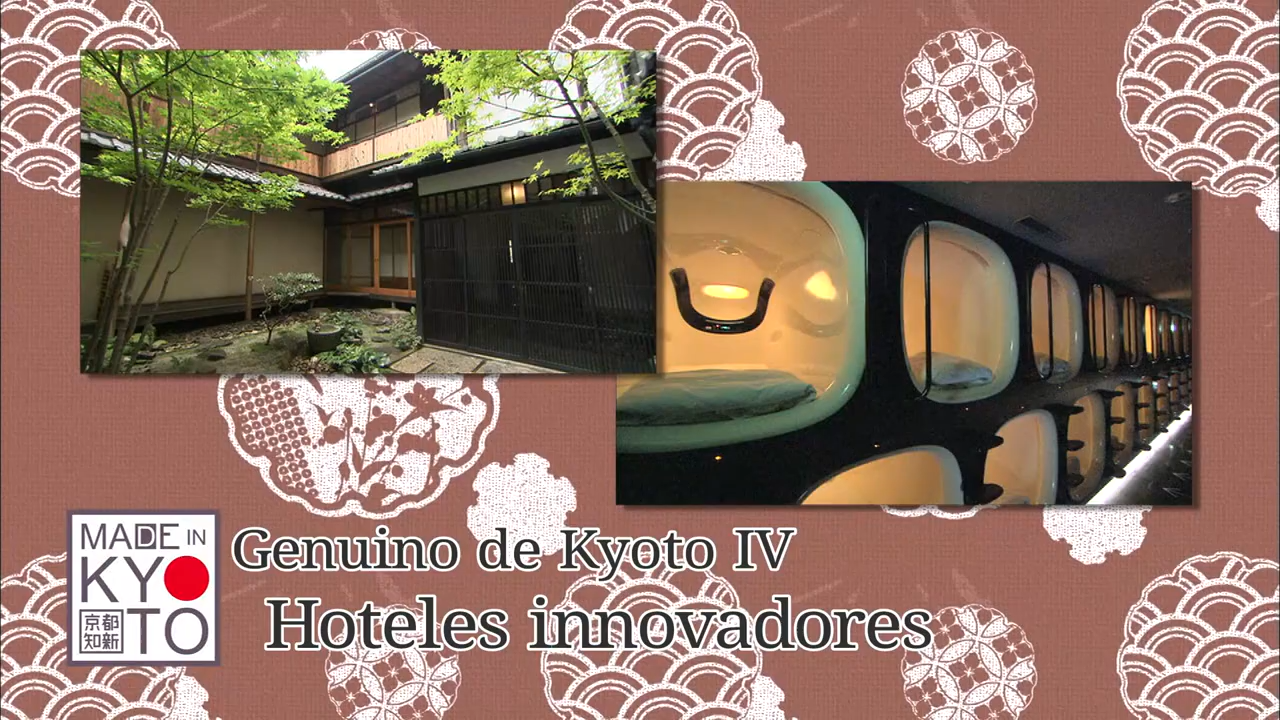 MADE IN
KYOTO
京都
知新
Genuino de Kyoto IV
Hoteles innovadores